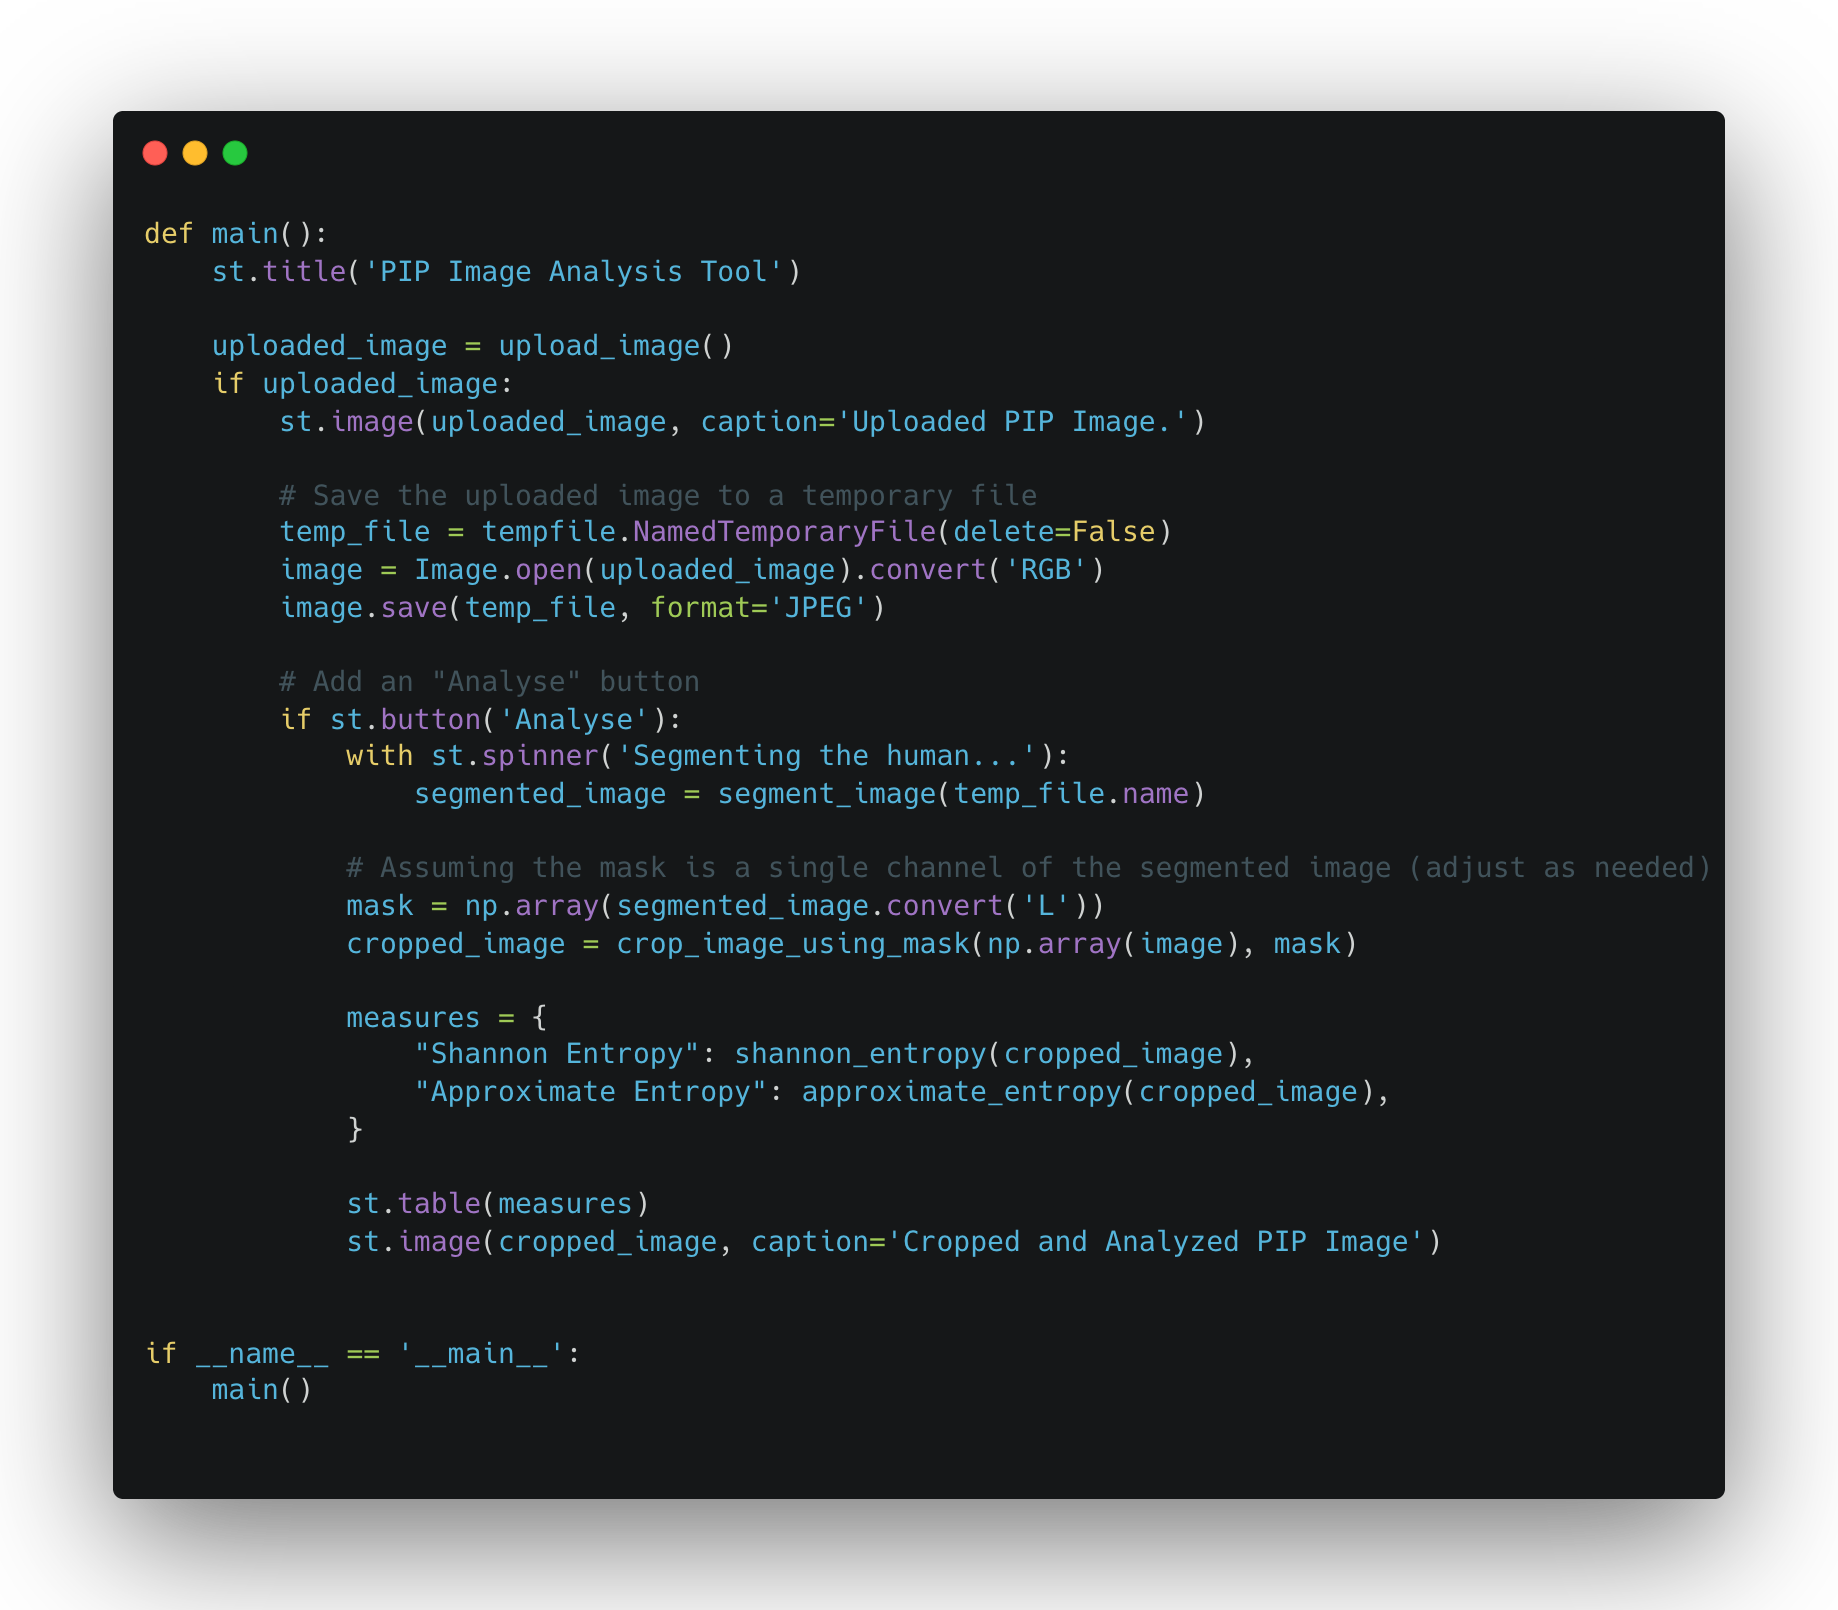 def main():
    st.title('PIP Image Analysis Tool')

    uploaded_image = upload_image()
    if uploaded_image:
        st.image(uploaded_image, caption='Uploaded PIP Image.')

        # Save the uploaded image to a temporary file
        temp_file = tempfile.NamedTemporaryFile(delete=False)
        image = Image.open(uploaded_image).convert('RGB')
        image.save(temp_file, format='JPEG')

        # Add an "Analyse" button
        if st.button('Analyse'):
            with st.spinner('Segmenting the human...'):
                segmented_image = segment_image(temp_file.name)

            # Assuming the mask is a single channel of the segmented image (adjust as needed)
            mask = np.array(segmented_image.convert('L'))
            cropped_image = crop_image_using_mask(np.array(image), mask)

            measures = {
                "Shannon Entropy": shannon_entropy(cropped_image),
                "Approximate Entropy": approximate_entropy(cropped_image),
            }

            st.table(measures)
            st.image(cropped_image, caption='Cropped and Analyzed PIP Image')


if __name__ == '__main__':
    main()